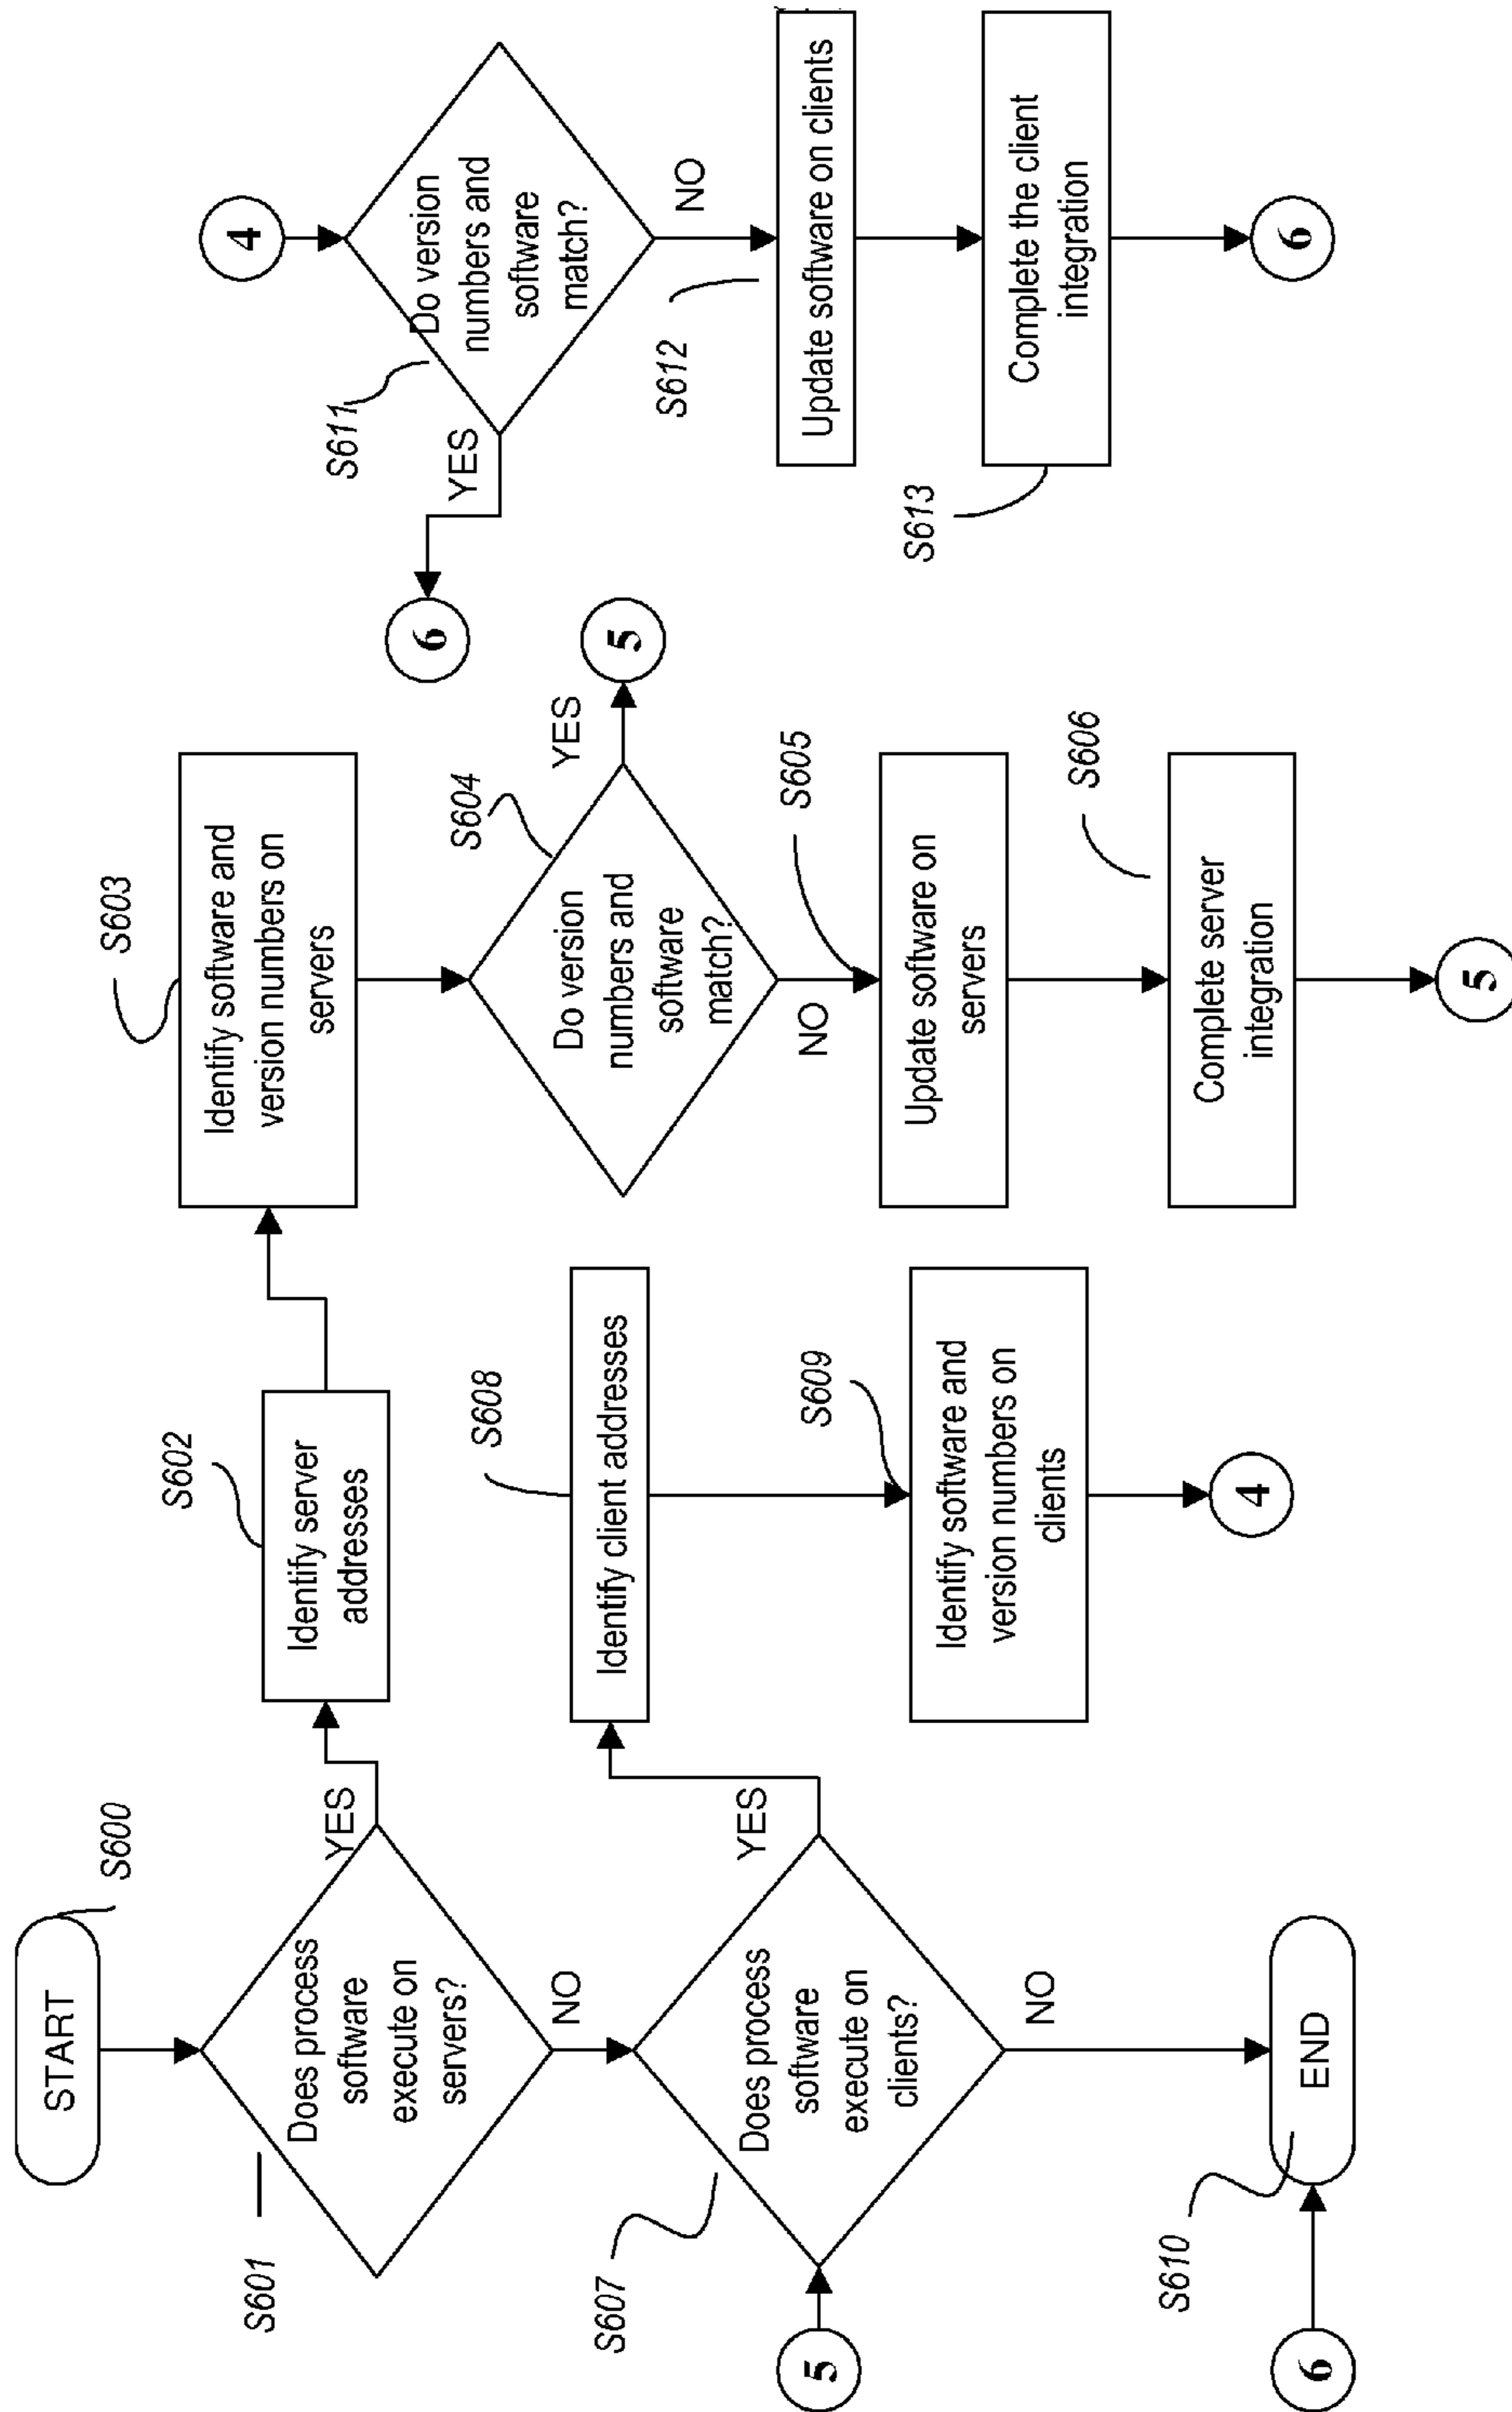 START
S600
Does process
software
execute on
servers?
S601
YES
NO
Identify server
addresses
S602
Identify software and
version numbers on
servers
S603
Do version
numbers and
software
match?
S604
YES
5
NO
Update software on
servers
S605
Complete server
integration
S606
5
5
Does process
software
execute on
clients?
S607
YES
NO
Identify client addresses
S608
Identify software and
version numbers on
clients
S609
4
6
END
S610
4
Do version
numbers and
software
match?
S611
YES
6
NO
Update software on clients
S612
Complete the client
integration
S613
6